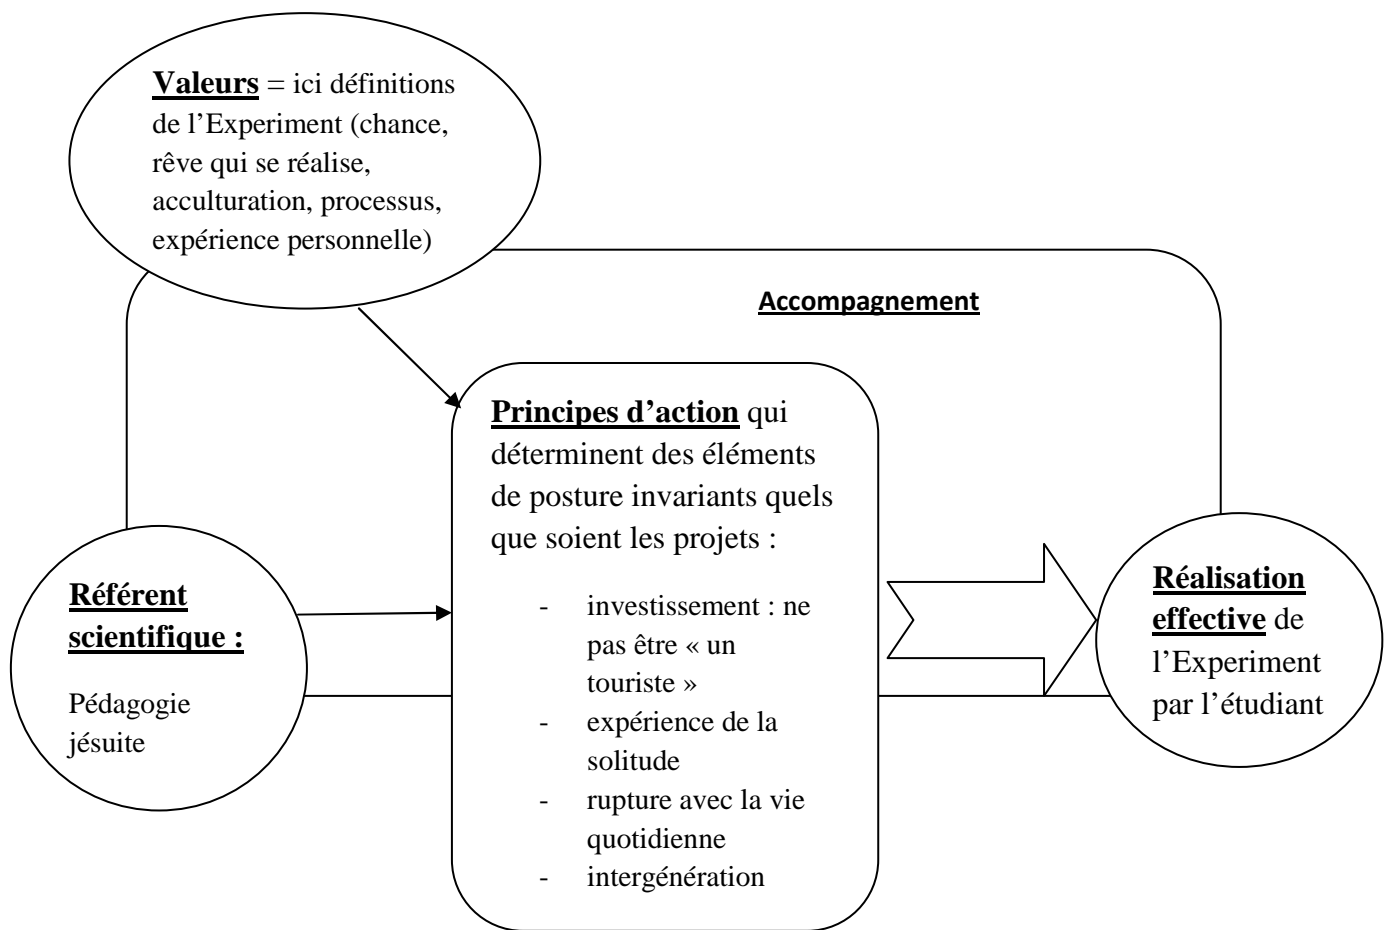 Valeurs = ici définitions
de l’Experiment (chance,
rêve qui se réalise,
acculturation, processus,
expérience personnelle)
Accompagnement
Principes d’action qui
déterminent des éléments
de posture invariants quels
que soient les projets :
- investissement : ne
pas être « un
touriste »
- expérience de la
solitude
- rupture avec la vie
quotidienne
- intergénération
Référent
scientifique :
Pédagogie
jésuite
Réalisation
effective de
l’Experiment
par l’étudiant